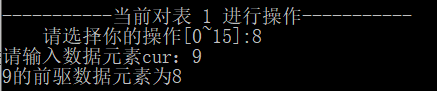 ------------当前对表 1 进行操作------------
请选择你的操作[0~15]:8
请输入数据元素cur：9
9的前驱数据元素为8